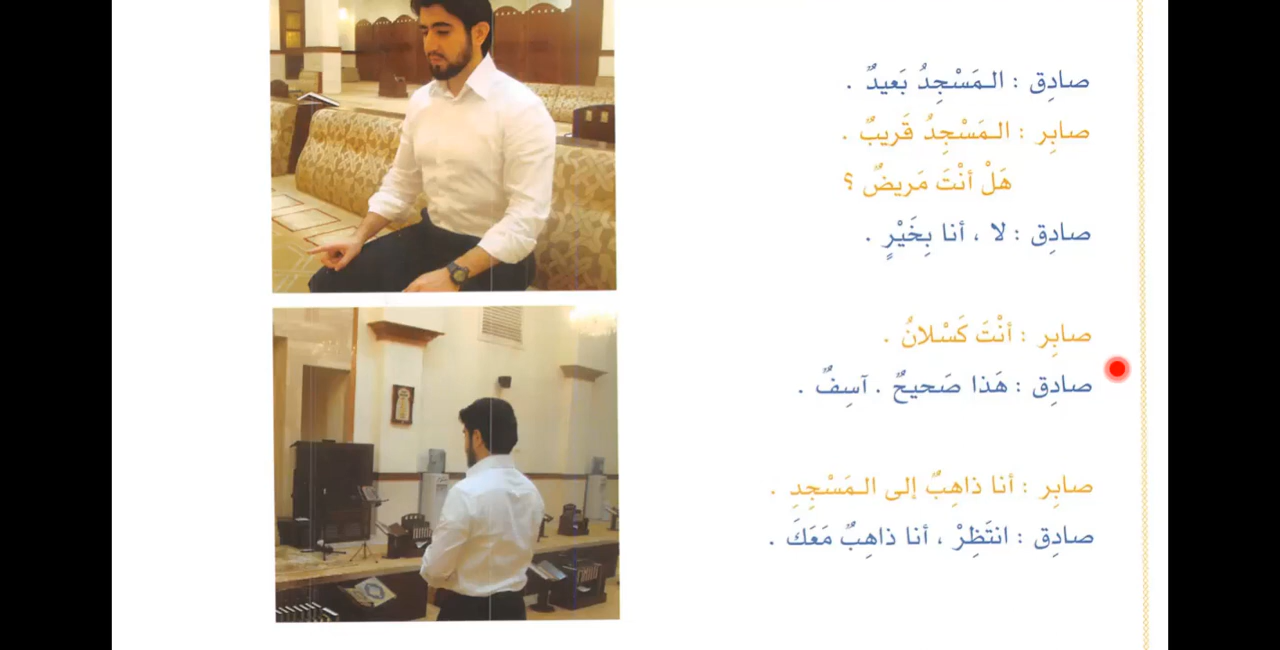 صادِق : الـمَسْجِدُ بَعيدٌ .
صابِر : الـمَسْجِدُ قَريبٌ .
هَلْ أنْتَ مَريضٌ ؟
صادِق : لا ، أنا بِخَيْرٍ .
صابِر : أنْتَ كَسْلانٌ .
صادِق : هَذا صَحيحٌ . آسِفٌ .
صابِر : أنا ذاهِبٌ إلى الـمَسْجِدِ .
صادِق : انتَظِرْ ، أنا ذاهِبٌ مَعَكَ .